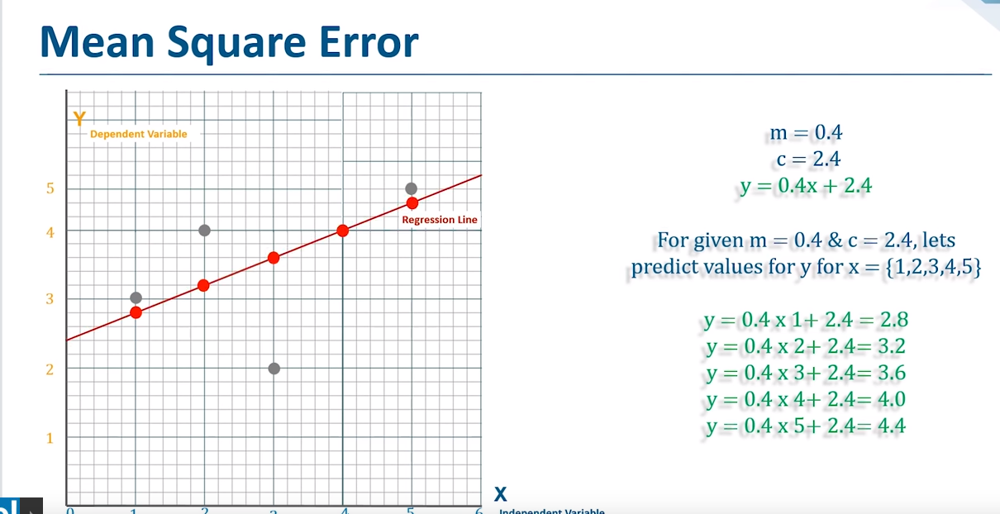 Mean Square Error
Y
Dependent Variable
5
4
3
2
1
Regression Line
0 1 2 3 4 5 6
X
Independent Variable
m = 0.4
c = 2.4
y = 0.4x + 2.4
For given m = 0.4 & c = 2.4, lets
predict values for y for x = {1,2,3,4,5}
y = 0.4 x 1+ 2.4 = 2.8
y = 0.4 x 2+ 2.4= 3.2
y = 0.4 x 3+ 2.4= 3.6
y = 0.4 x 4+ 2.4= 4.0
y = 0.4 x 5+ 2.4= 4.4